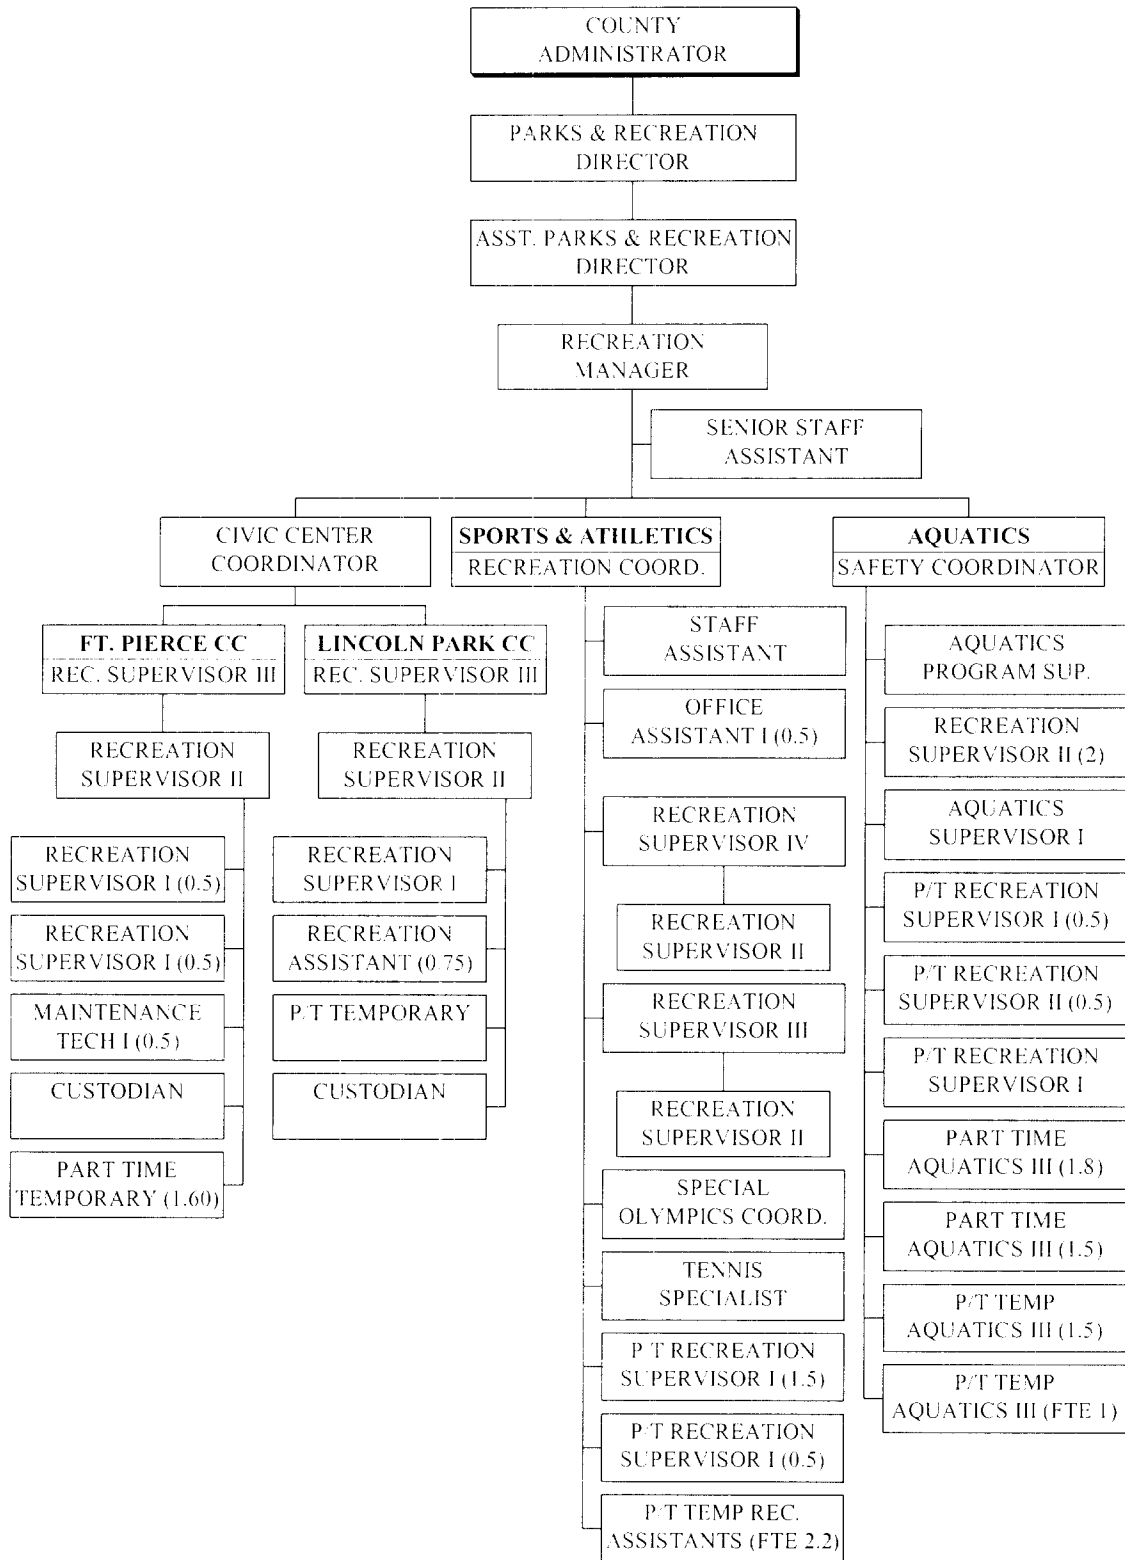 COUNTY
ADMINISTRATOR
PARKS & RECREATION
DIRECTOR
ASST. PARKS & RECREATION
DIRECTOR
RECREATION
MANAGER
SENIOR STAFF
ASSISTANT
CIVIC CENTER
COORDINATOR
FT. PIERCE CC
REC. SUPERVISOR III
RECREATION
SUPERVISOR II
RECREATION
SUPERVISOR I (0.5)
RECREATION
SUPERVISOR I (0.5)
MAINTENANCE
TECH I (0.5)
CUSTODIAN
PART TIME
TEMPORARY (1.60)
LINCOLN PARK CC
REC. SUPERVISOR III
RECREATION
SUPERVISOR II
RECREATION
SUPERVISOR I
RECREATION
ASSISTANT (0.75)
P/T TEMPORARY
CUSTODIAN
SPORTS & ATHLETICS
RECREATION COORD.
STAFF
ASSISTANT
OFFICE
ASSISTANT I (0.5)
RECREATION
SUPERVISOR IV
RECREATION
SUPERVISOR II
RECREATION
SUPERVISOR III
RECREATION
SUPERVISOR II
SPECIAL
OLYMPICS COORD.
TENNIS
SPECIALIST
P/T RECREATION
SUPERVISOR I (1.5)
P/T RECREATION
SUPERVISOR I (0.5)
P/T TEMP REC.
ASSISTANTS (FTE 2.2)
AQUATICS
SAFETY COORDINATOR
AQUATICS
PROGRAM SUP.
RECREATION
SUPERVISOR II (2)
AQUATICS
SUPERVISOR I
P/T RECREATION
SUPERVISOR I (0.5)
P/T RECREATION
SUPERVISOR II (0.5)
P/T RECREATION
SUPERVISOR I
PART TIME
AQUATICS III (1.8)
PART TIME
AQUATICS III (1.5)
P/T TEMP
AQUATICS III (1.5)
P/T TEMP
AQUATICS III (FTE 1)